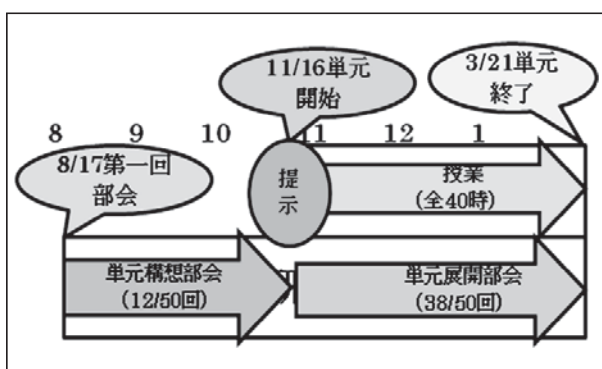 11/16単元
開始
3/21単元
終了
8 9 10 11 12 1
8/17第一回
部会
提
示
授業
(全40時)
単元構想部会
(12/50回)
単元展開部会
(38/50回)